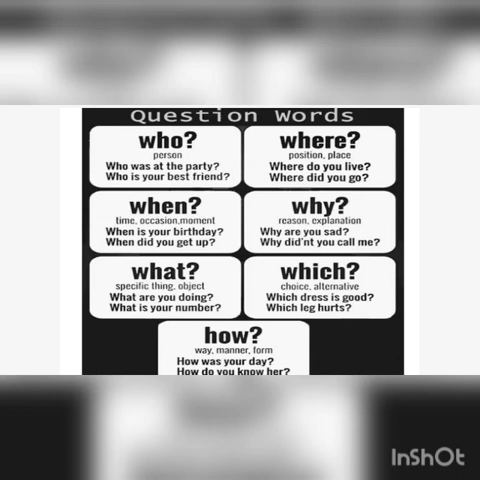 Question Words
who?
person
Who was at the party?
Who is your best friend?
where?
position, place
Where do you live?
Where did you go?
when?
time, occasion,moment
When is your birthday?
When did you get up?
why?
reason, explanation
Why are you sad?
Why did'nt you call me?
what?
specific thing, object
What are you doing?
What is your number?
which?
choice, alternative
Which dress is good?
Which leg hurts?
how?
way, manner, form
How was your day?
How do you know her?
InShOt